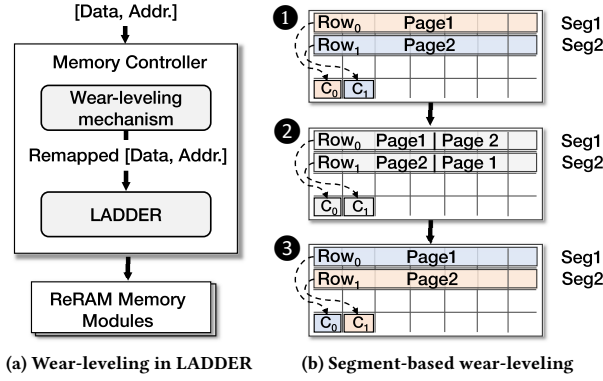 [Data, Addr.]
Memory Controller
Wear-leveling
mechanism
Remapped [Data, Addr.]
LADDER
ReRAM Memory
Modules
(a) Wear-leveling in LADDER
1
Row0 Page1 Seg1
Row1 Page2 Seg2
C0 C1
2
Row0 Page1 | Page 2 Seg1
Row1 Page2 | Page 1 Seg2
C0 C1
3
Row0 Page1 Seg1
Row1 Page2 Seg2
C0 C1
(b) Segment-based wear-leveling